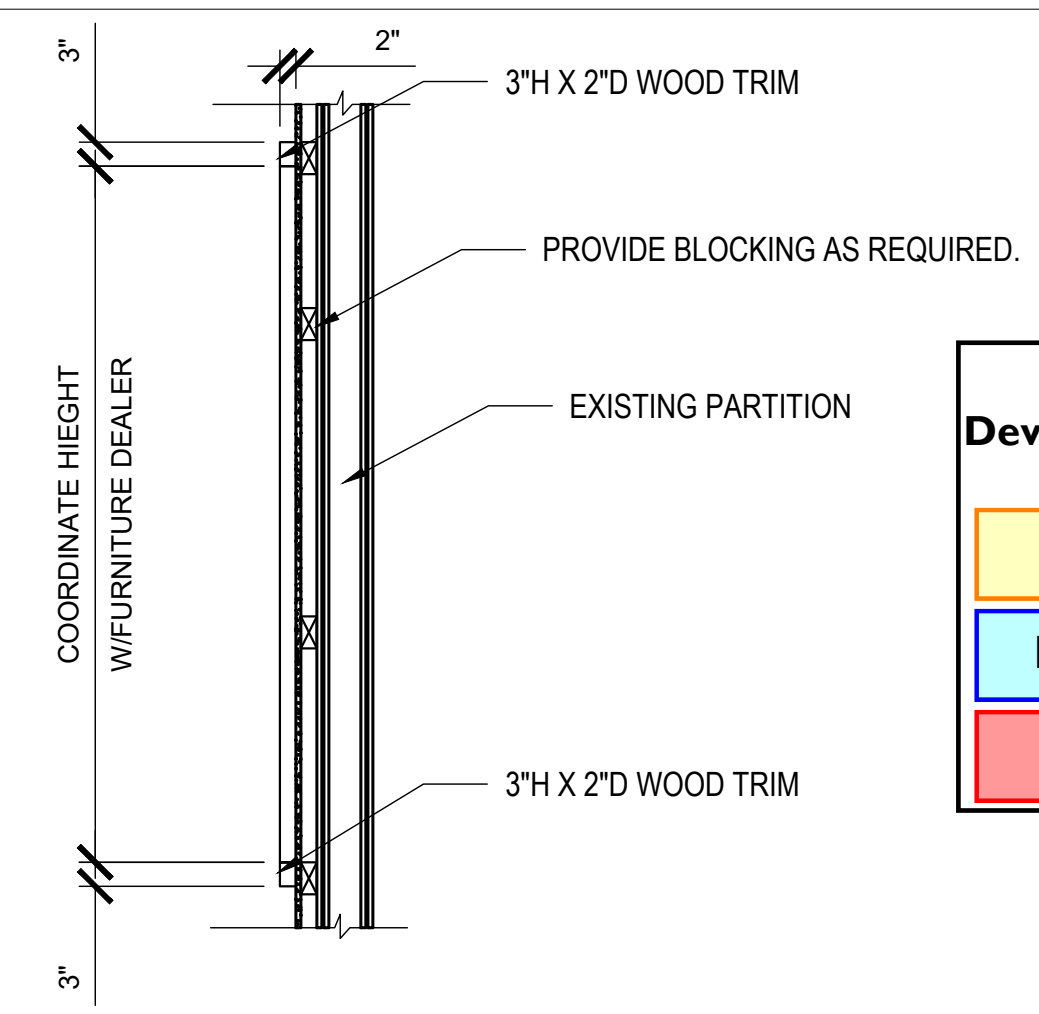 3"
2"
3"H X 2"D WOOD TRIM
PROVIDE BLOCKING AS REQUIRED.
COORDINATE HIEGHT
W/FURNITURE DEALER
EXISTING PARTITION
3"H X 2"D WOOD TRIM
3"